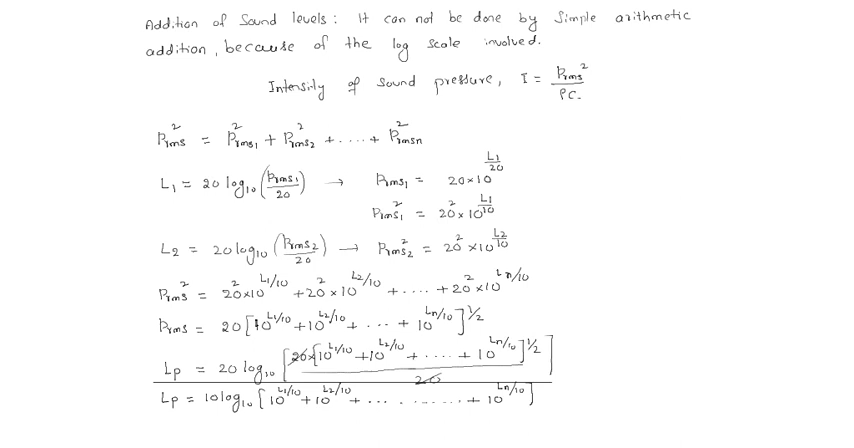 Addition of Sound levels: It can not be done by Simple arithmetic
addition, because of the log scale involved.
Intensity of sound pressure, I = Prms² / ρC.
Prms² = Prms1² + Prms2² + ..... + Prmsn²
L1 = 20 log10 (Prms1/20) → Prms1 = 20×10^(L1/20)
Prms1² = 20² × 10^(L1/10)
L2 = 20 log10 (Prms2/20) → Prms2² = 20² × 10^(L2/10)
Prms² = 20²×10^(L1/10) + 20² × 10^(L2/10) + .... + 20² × 10^(Ln/10)
Prms = 20 [10^(L1/10) + 10^(L2/10) + ... + 10^(Ln/10)]^½
Lp = 20 log10 [20×{10^(L1/10) + 10^(L2/10) + .... + 10^(Ln/10)}^½ / 20]
Lp = 10 log10 [10^(L1/10) + 10^(L2/10) + ... ...... + 10^(Ln/10)]